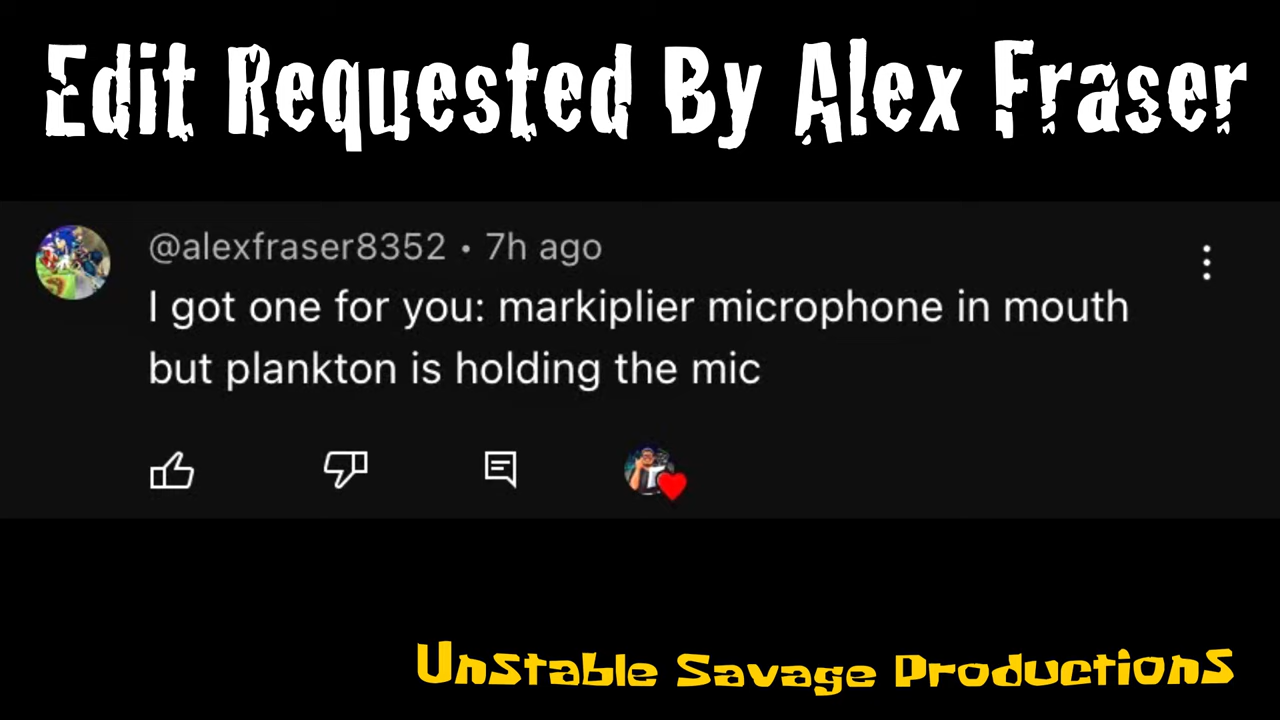 Edit Requested By Alex Fraser
@alexfraser8352 • 7h ago
I got one for you: markiplier microphone in mouth
but plankton is holding the mic
Unstable Savage Productions